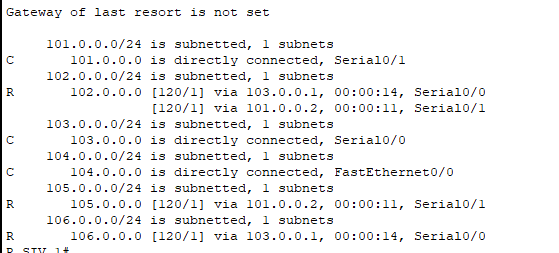 Gateway of last resort is not set
101.0.0.0/24 is subnetted, 1 subnets
C 101.0.0.0 is directly connected, Serial0/1
102.0.0.0/24 is subnetted, 1 subnets
R 102.0.0.0 [120/1] via 103.0.0.1, 00:00:14, Serial0/0
[120/1] via 101.0.0.2, 00:00:11, Serial0/1
103.0.0.0/24 is subnetted, 1 subnets
C 103.0.0.0 is directly connected, Serial0/0
104.0.0.0/24 is subnetted, 1 subnets
C 104.0.0.0 is directly connected, FastEthernet0/0
105.0.0.0/24 is subnetted, 1 subnets
R 105.0.0.0 [120/1] via 101.0.0.2, 00:00:11, Serial0/1
106.0.0.0/24 is subnetted, 1 subnets
R 106.0.0.0 [120/1] via 103.0.0.1, 00:00:14, Serial0/0